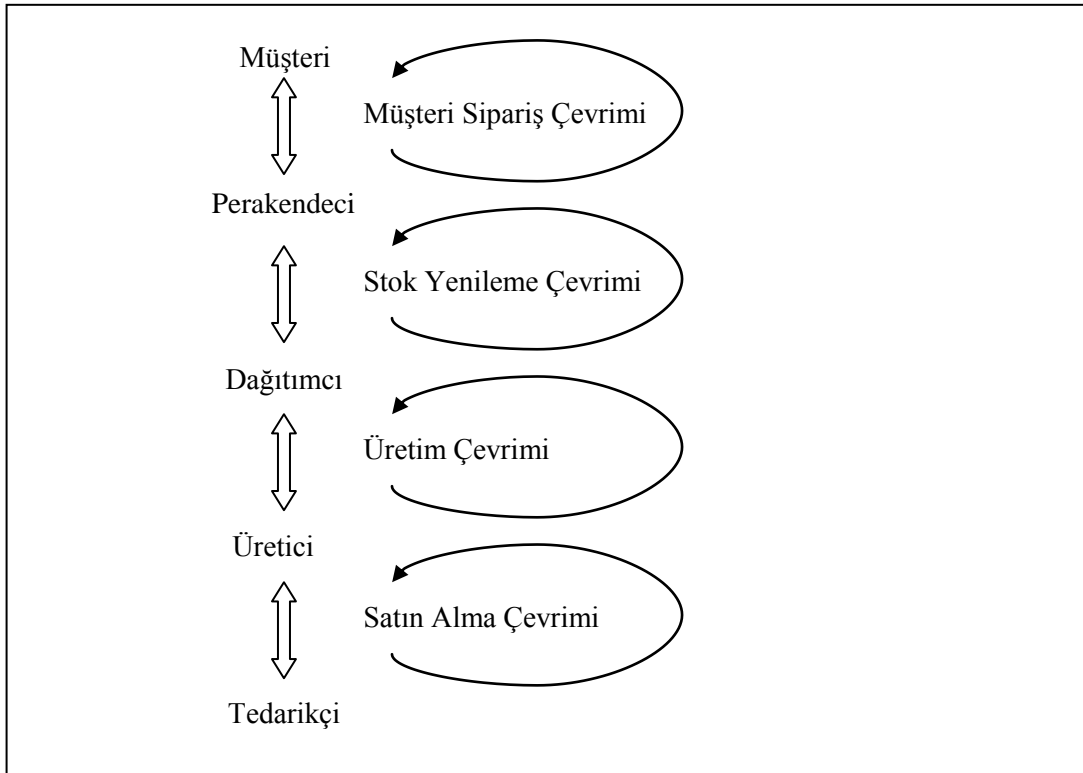 Müşteri
Müşteri Sipariş Çevrimi
Perakendeci
Stok Yenileme Çevrimi
Dağıtımcı
Üretim Çevrimi
Üretici
Satın Alma Çevrimi
Tedarikçi